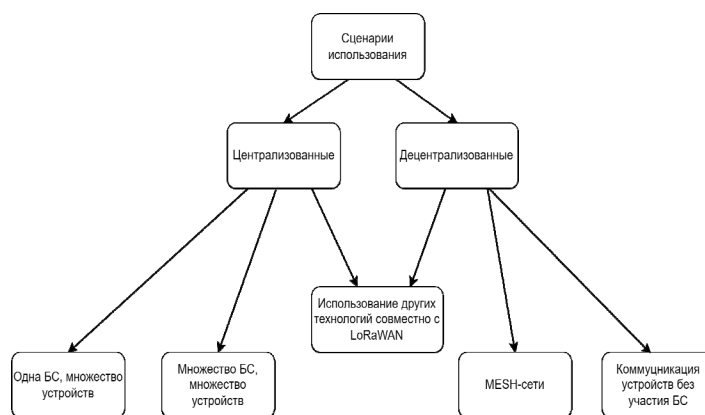 Сценарии
использования
Централизованные
Децентрализованные
Использование других
технологий совместно с
LoRaWAN
Одна БС, множество
устройств
Множество БС,
множество
устройств
MESH-сети
Коммуникация
устройств без
участия БС